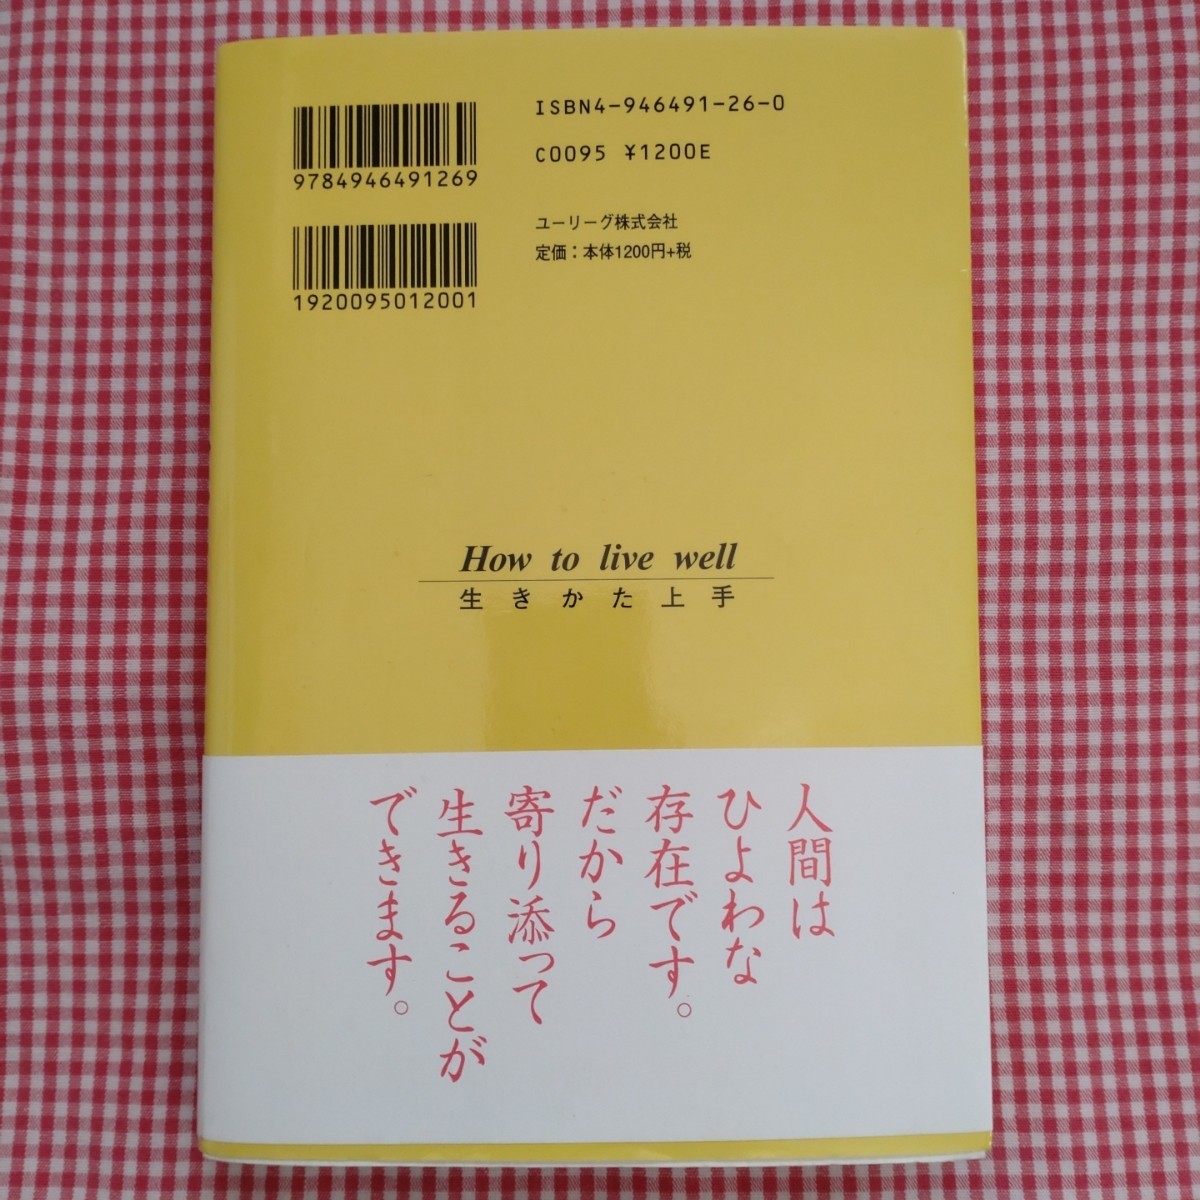 ISBN4-946491-26-0
C0095 ¥1200E
9784946491269
ユーリーグ株式会社
定価：本体1200円+税
1920095012001
How to live well
生きかた上手
人間は
ひよわな
存在です。
だから
寄り添って
生きることが
できます。